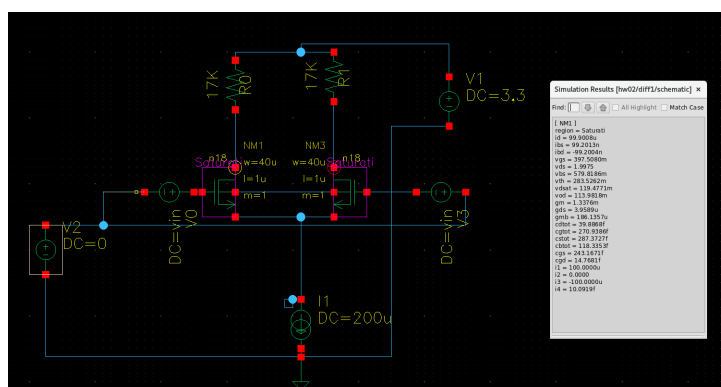 17K
R0
17K
R1
V1
DC=3.3
NM1
NM3
Saturati
n18
w=40u
l=1u
m=1
n18
w=40u
l=1u
m=1
Saturati
V2
DC=0
DC=vin
V0
DC=vin
V3
I1
DC=200u
Simulation Results [hw02/diff1/schematic] ×
Find: All Highlight Match Case
[ NM1 ]
region = Saturati
id = 99.9008u
ibs = 99.2013n
ibd = -99.2004n
vgs = 397.5080m
vds = 1.9975
vbs = 579.8186m
vth = 283.5262m
vdsat = 119.4771m
vod = 113.9818m
gm = 1.3376m
gds = 3.9589u
gmb = 186.1357u
cdtot = 39.8868f
cgtot = 270.9386f
cstot = 287.3727f
cbtot = 118.3353f
cgs = 243.1671f
cgd = 14.7681f
i1 = 100.0000u
i2 = 0.0000
i3 = -100.0000u
i4 = 10.0919f